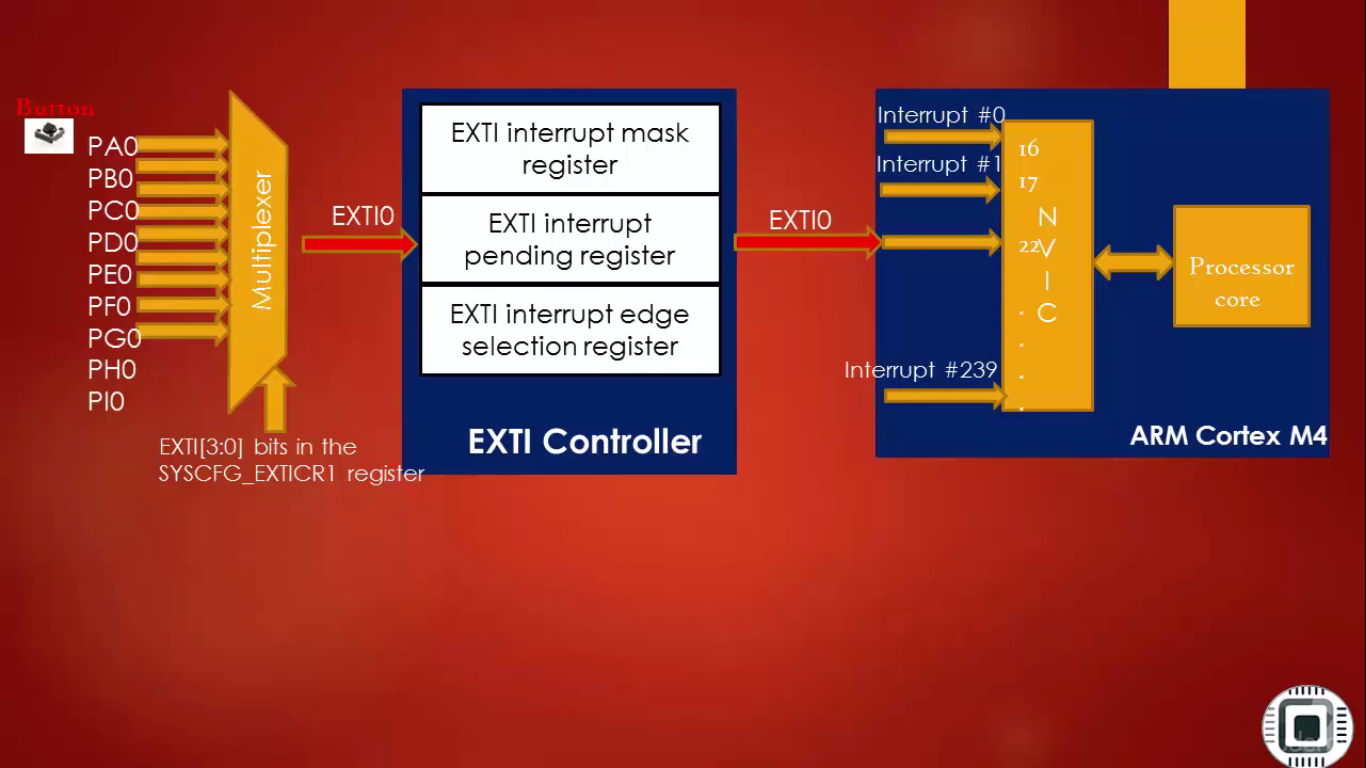 Button
PA0
PB0
PC0
PD0
PE0
PF0
PG0
PH0
PI0
Multiplexer
EXTI[3:0] bits in the
SYSCFG_EXTICR1 register
EXTI0
EXTI interrupt mask
register
EXTI interrupt
pending register
EXTI interrupt edge
selection register
EXTI Controller
EXTI0
Interrupt #0
Interrupt #1
Interrupt #239
16
17
22
.
.
.
.
N
V
I
C
Processor
core
ARM Cortex M4